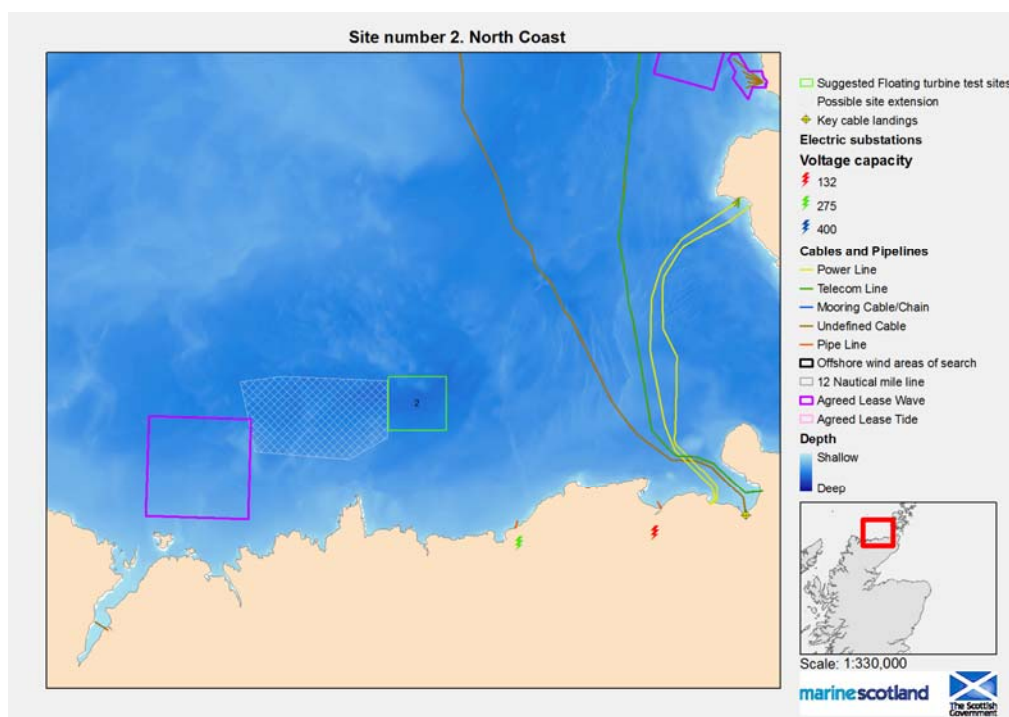 Site number 2. North Coast
2
Suggested Floating turbine test sites
Possible site extension
Key cable landings
Electric substations
Voltage capacity
132
275
400
Cables and Pipelines
Power Line
Telecom Line
Mooring Cable/Chain
Undefined Cable
Pipe Line
Offshore wind areas of search
12 Nautical mile line
Agreed Lease Wave
Agreed Lease Tide
Depth
Shallow
Deep
Scale: 1:330,000
marinescotland
The Scottish
Government